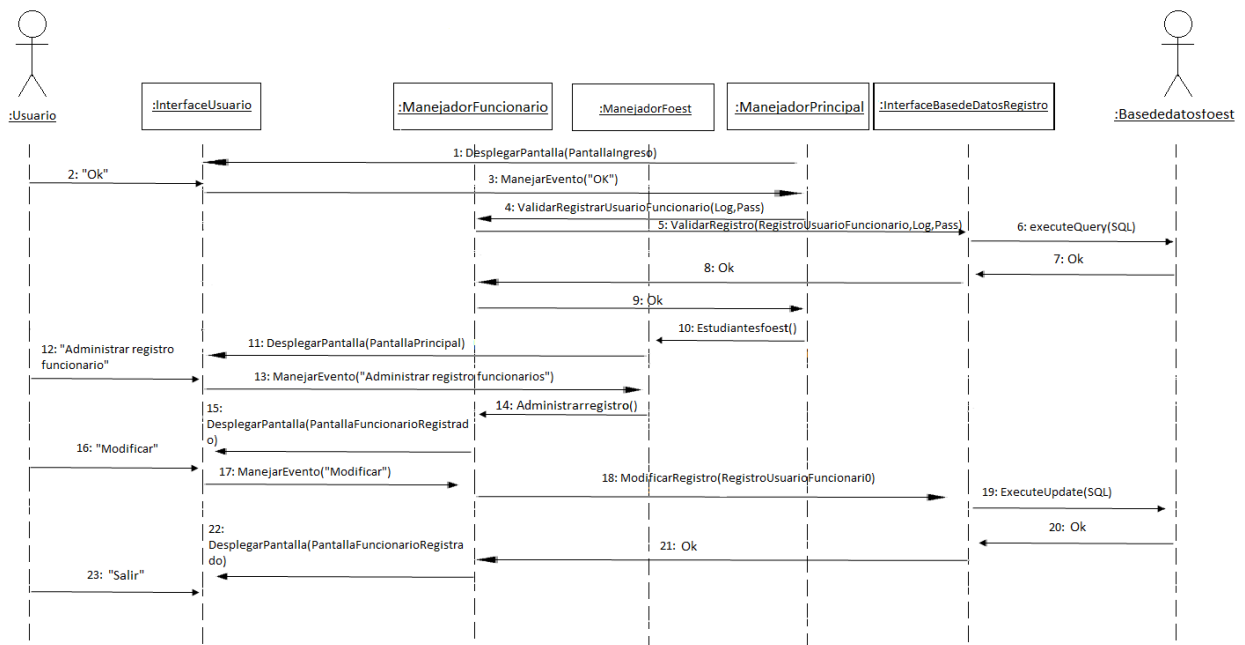 :Usuario
:InterfaceUsuario
:ManejadorFuncionario
:ManejadorFoest
:ManejadorPrincipal
:InterfaceBasedeDatosRegistro
:Basededatosfoest
1: DesplegarPantalla(PantallaIngreso)
2: "Ok"
3: ManejarEvento("OK")
4: ValidarRegistrarUsuarioFuncionario(Log,Pass)
5: ValidarRegistro(RegistroUsuarioFuncionario,Log,Pass)
6: executeQuery(SQL)
7: Ok
8: Ok
9: Ok
10: Estudiantesfoest()
11: DesplegarPantalla(PantallaPrincipal)
12: "Administrar registro
funcionario"
13: ManejarEvento("Administrar registro funcionarios")
14: Administrarregistro()
15:
DesplegarPantalla(PantallaFuncionarioRegistrad
o)
16: "Modificar"
17: ManejarEvento("Modificar")
18: ModificarRegistro(RegistroUsuarioFuncionari0)
19: ExecuteUpdate(SQL)
20: Ok
21: Ok
22:
DesplegarPantalla(PantallaFuncionarioRegistra
do)
23: "Salir"